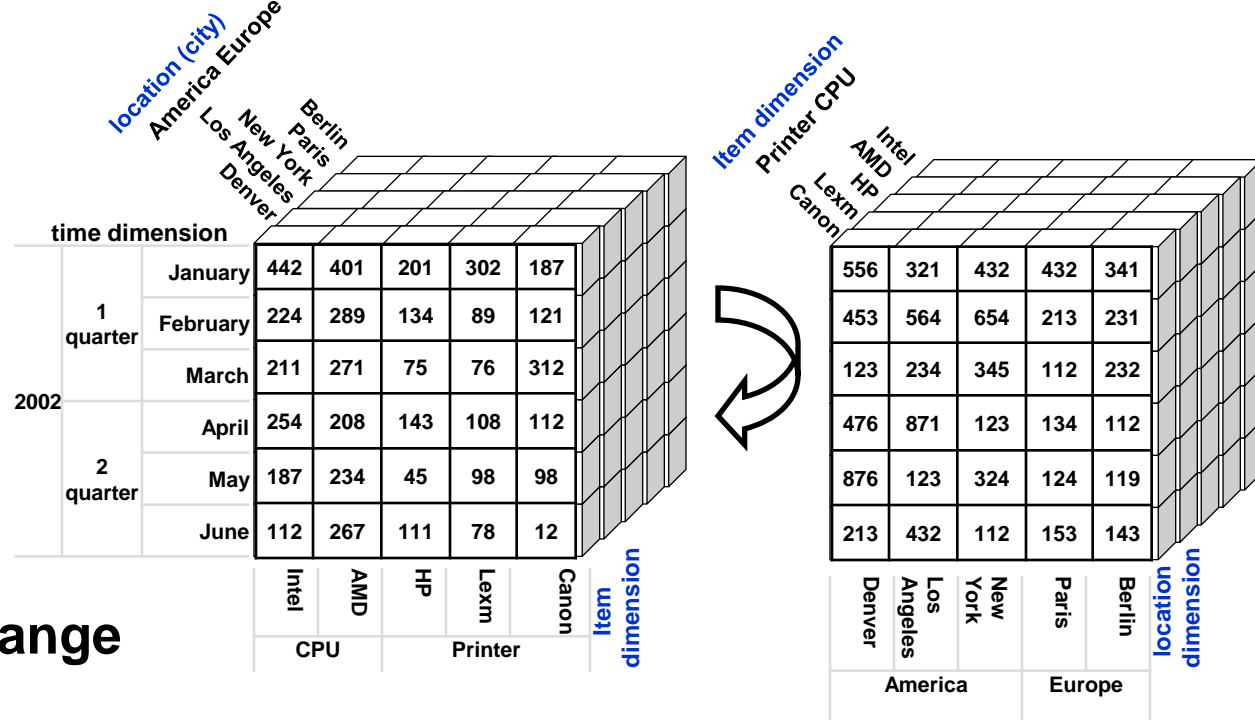 location (city)
America Europe
Berlin
Paris
New York
Los Angeles
Denver
time dimension
2002
1
quarter
2
quarter
January 442 401 201 302 187
February 224 289 134 89 121
March 211 271 75 76 312
April 254 208 143 108 112
May 187 234 45 98 98
June 112 267 111 78 12
Intel AMD HP Lexm Canon
CPU Printer
Item
dimension
ange
Item dimension
Printer CPU
Intel
AMD
HP
Lexm
Canon
556 321 432 432 341
453 564 654 213 231
123 234 345 112 232
476 871 123 134 112
876 123 324 124 119
213 432 112 153 143
Denver
Los
Angeles
New
York
Paris
Berlin
America Europe
location
dimension